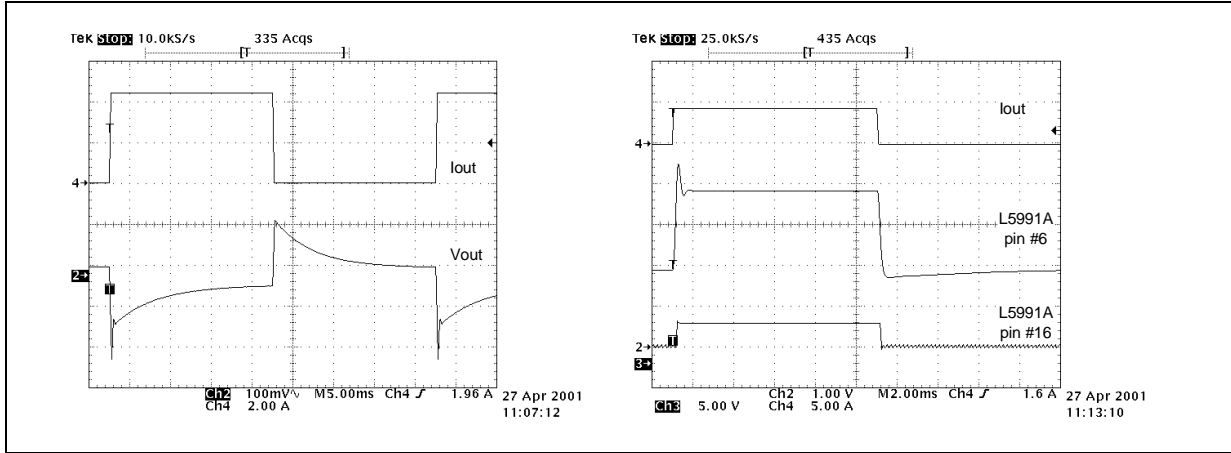 Tek Stop: 10.0kS/s 335 Acqs
[T ]
T
4→
Iout
Vout
2→
T
Ch2 100mV∿ M5.00ms Ch4 ʃ 1.96 A
Ch4 2.00 A
27 Apr 2001
11:07:12
Tek Stop: 25.0kS/s 435 Acqs
[ T ]
T
Iout
4→
L5991A
pin #6
T
L5991A
pin #16
T
2→
3→
Ch2 1.00 V M2.00ms Ch4 ʃ 1.6 A
Ch3 5.00 V Ch4 5.00 A
27 Apr 2001
11:13:10